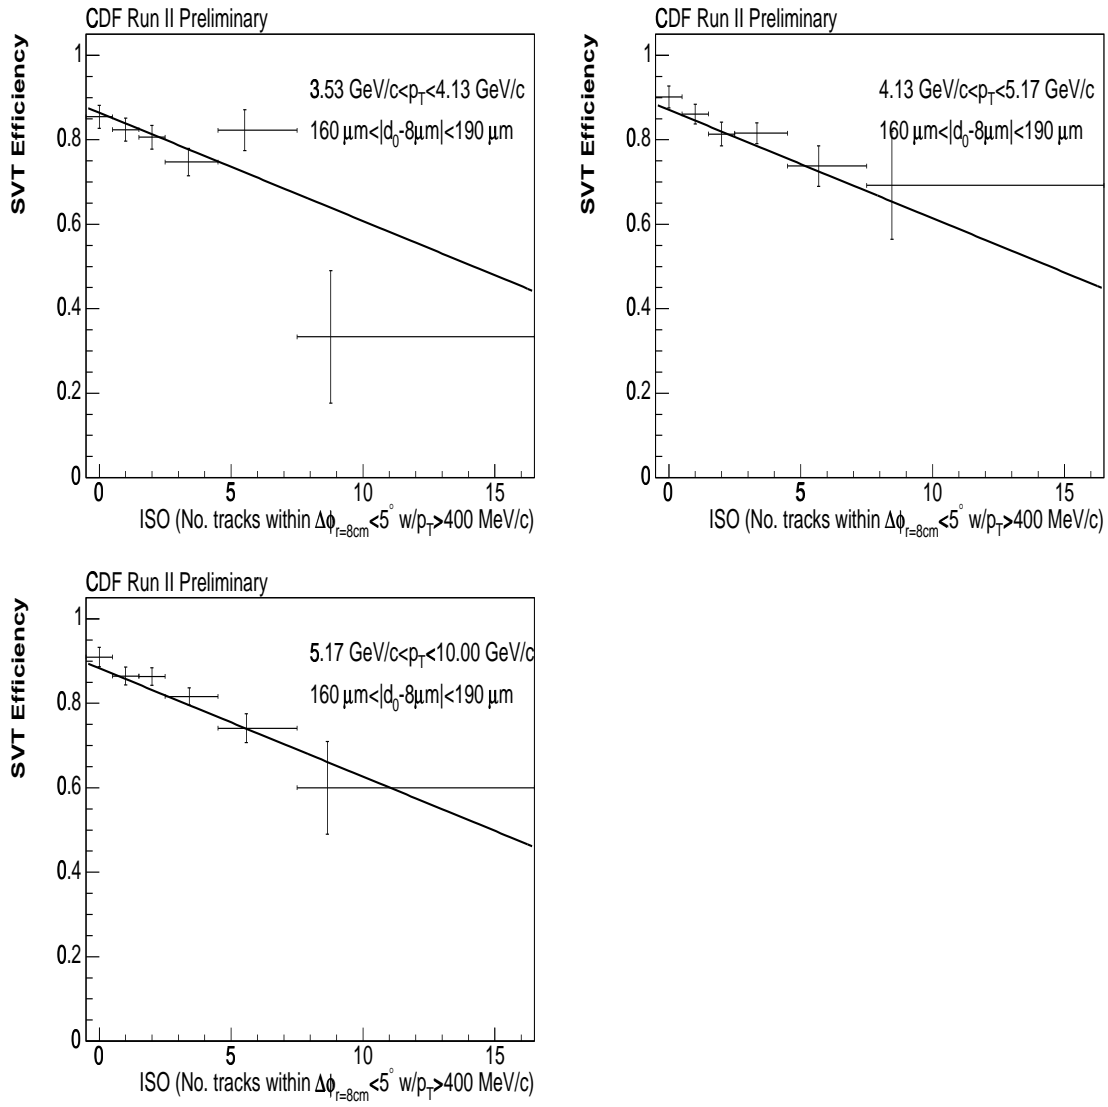 CDF Run II Preliminary
SVT Efficiency
3.53 GeV/c<p_T<4.13 GeV/c
160 μm<|d_0-8μm|<190 μm
1
0.8
0.6
0.4
0.2
0
0 5 10 15
ISO (No. tracks within Δϕ_r=8cm<5° w/p_T>400 MeV/c)
CDF Run II Preliminary
SVT Efficiency
4.13 GeV/c<p_T<5.17 GeV/c
160 μm<|d_0-8μm|<190 μm
1
0.8
0.6
0.4
0.2
0
0 5 10 15
ISO (No. tracks within Δϕ_r=8cm<5° w/p_T>400 MeV/c)
CDF Run II Preliminary
SVT Efficiency
5.17 GeV/c<p_T<10.00 GeV/c
160 μm<|d_0-8μm|<190 μm
1
0.8
0.6
0.4
0.2
0
0 5 10 15
ISO (No. tracks within Δϕ_r=8cm<5° w/p_T>400 MeV/c)